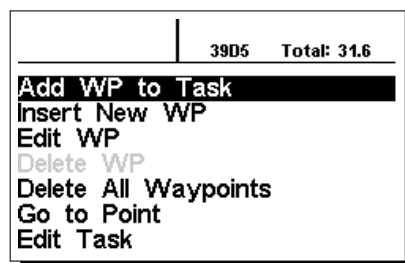 39D5 Total: 31.6
Add WP to Task
Insert New WP
Edit WP
Delete WP
Delete All Waypoints
Go to Point
Edit Task